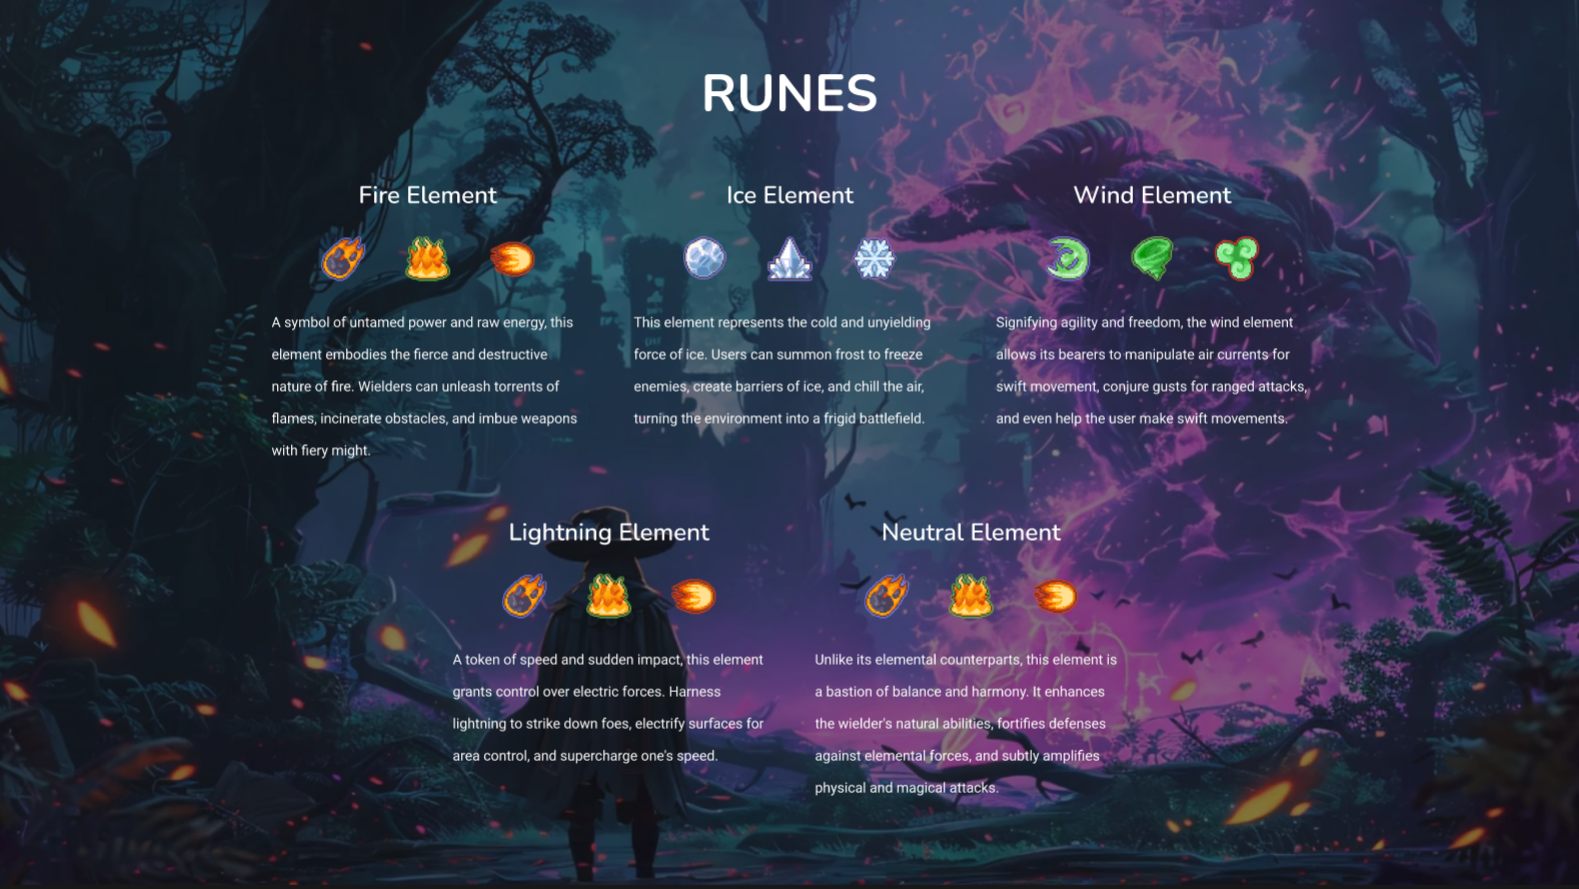 RUNES
Fire Element
A symbol of untamed power and raw energy, this
element embodies the fierce and destructive
nature of fire. Wielders can unleash torrents of
flames, incinerate obstacles, and imbue weapons
with fiery might.
Ice Element
This element represents the cold and unyielding
force of ice. Users can summon frost to freeze
enemies, create barriers of ice, and chill the air,
turning the environment into a frigid battlefield.
Wind Element
Signifying agility and freedom, the wind element
allows its bearers to manipulate air currents for
swift movement, conjure gusts for ranged attacks,
and even help the user make swift movements.
Lightning Element
A token of speed and sudden impact, this element
grants control over electric forces. Harness
lightning to strike down foes, electrify surfaces for
area control, and supercharge one's speed.
Neutral Element
Unlike its elemental counterparts, this element is
a bastion of balance and harmony. It enhances
the wielder's natural abilities, fortifies defenses
against elemental forces, and subtly amplifies
physical and magical attacks.